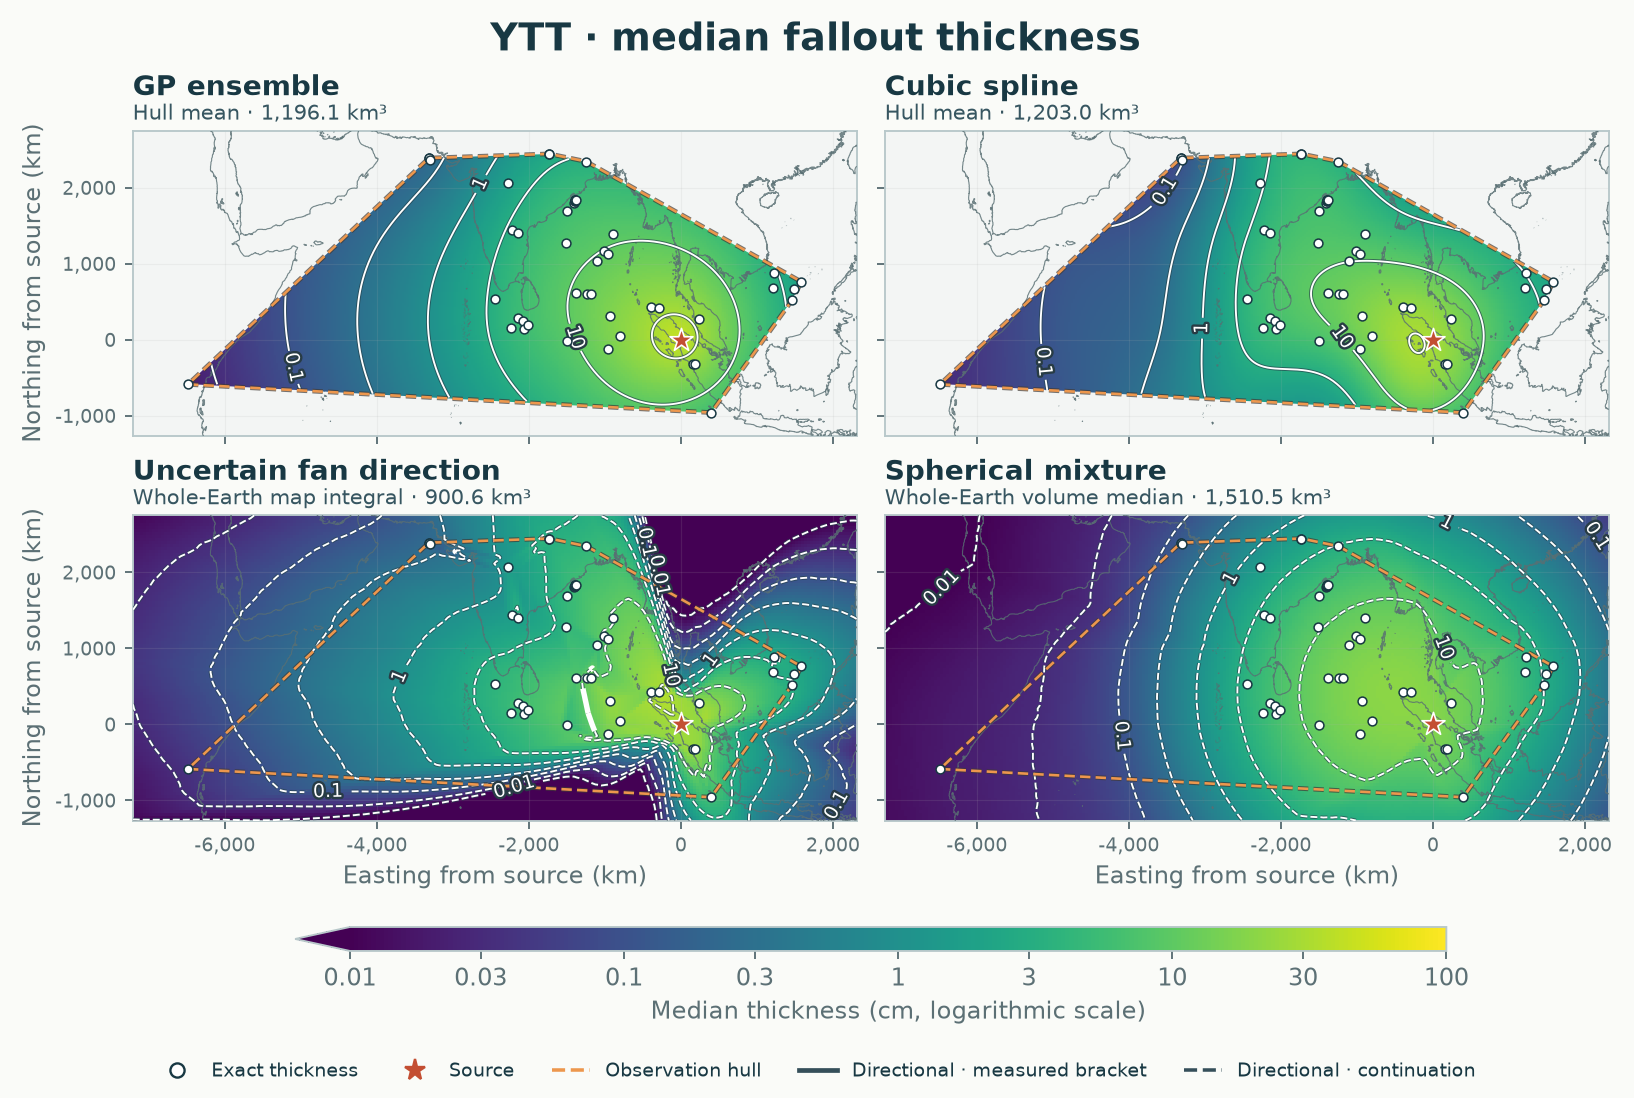 YTT · median fallout thickness
GP ensemble
Hull mean · 1,196.1 km³
Cubic spline
Hull mean · 1,203.0 km³
Northing from source (km)
2,000
1,000
0
-1,000
1
10
0.1
0.1
1
10
0.1
Uncertain fan direction
Whole-Earth map integral · 900.6 km³
Spherical mixture
Whole-Earth volume median · 1,510.5 km³
Northing from source (km)
2,000
1,000
0
-1,000
0.1
0.01
1
10
1
0.1
0.01
0.1
0.01
1
1
0.1
10
0.1
-6,000
-4,000
-2,000
0
2,000
-6,000
-4,000
-2,000
0
2,000
Easting from source (km)
Easting from source (km)
0.01
0.03
0.1
0.3
1
3
10
30
100
Median thickness (cm, logarithmic scale)
Exact thickness
Source
Observation hull
Directional · measured bracket
Directional · continuation